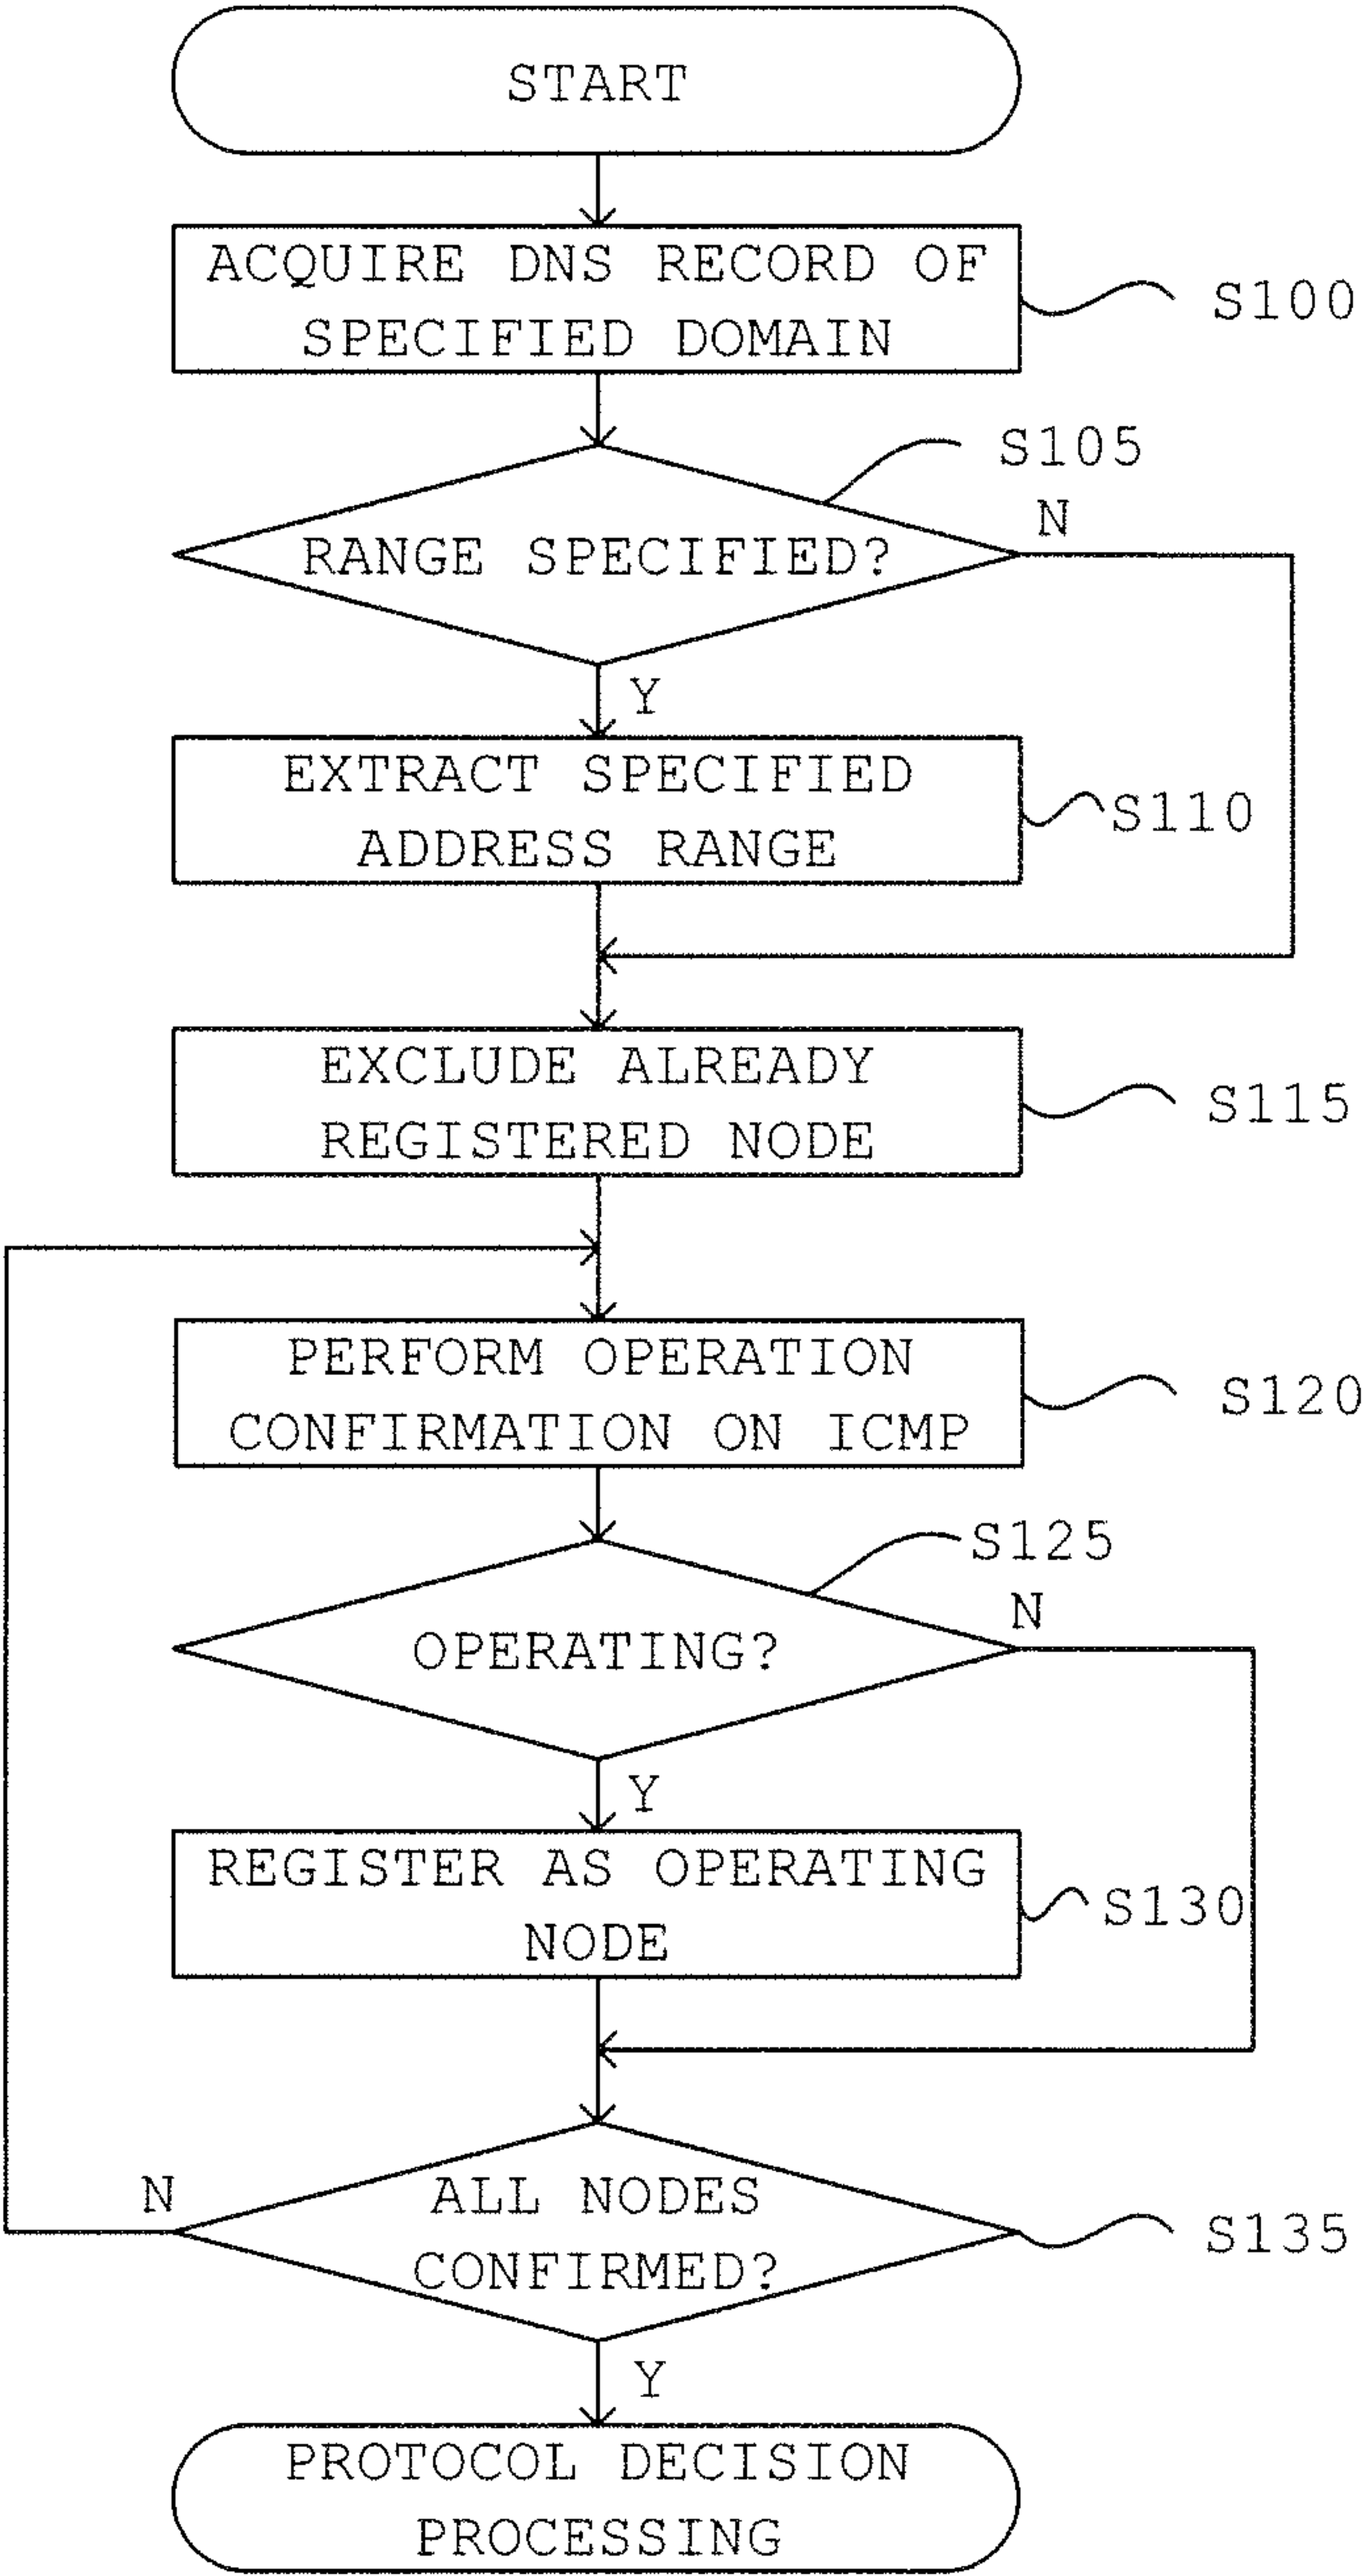 START
ACQUIRE DNS RECORD OF
SPECIFIED DOMAIN
S100
S105
RANGE SPECIFIED?
N
Y
EXTRACT SPECIFIED
ADDRESS RANGE
S110
EXCLUDE ALREADY
REGISTERED NODE
S115
PERFORM OPERATION
CONFIRMATION ON ICMP
S120
S125
OPERATING?
N
Y
REGISTER AS OPERATING
NODE
S130
ALL NODES
CONFIRMED?
N
S135
Y
PROTOCOL DECISION
PROCESSING